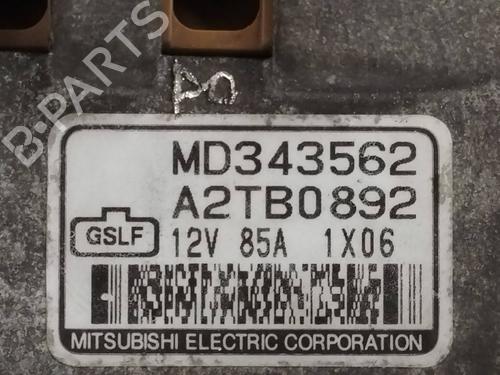 B-PARTS
MD343562
A2TB0892
GSLF
12V 85A 1X06
MITSUBISHI ELECTRIC CORPORATION